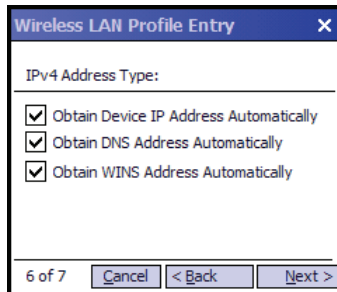 Wireless LAN Profile Entry X
IPv4 Address Type:
Obtain Device IP Address Automatically
Obtain DNS Address Automatically
Obtain WINS Address Automatically
6 of 7 Cancel < Back Next >